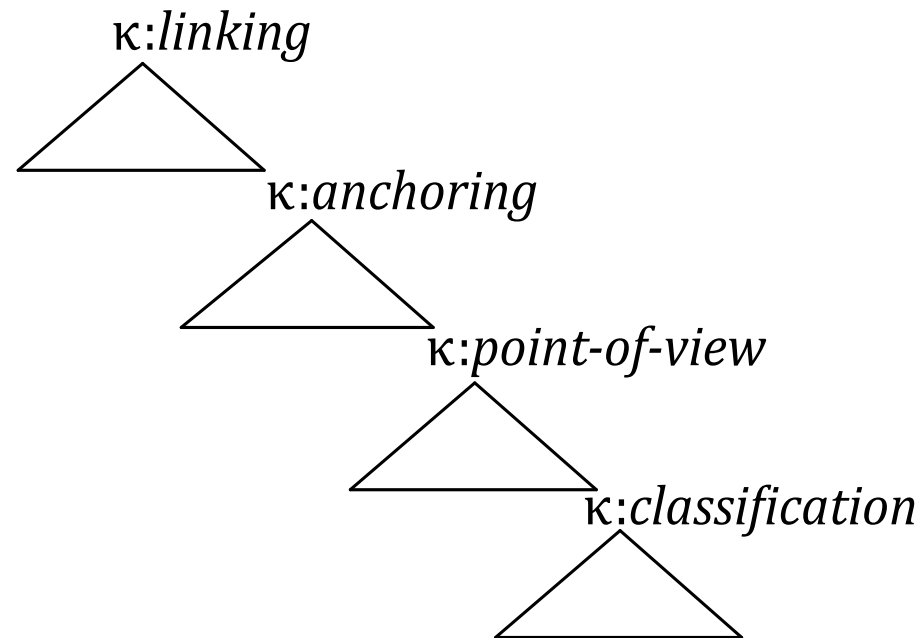 κ:linking
κ:anchoring
κ:point-of-view
κ:classification